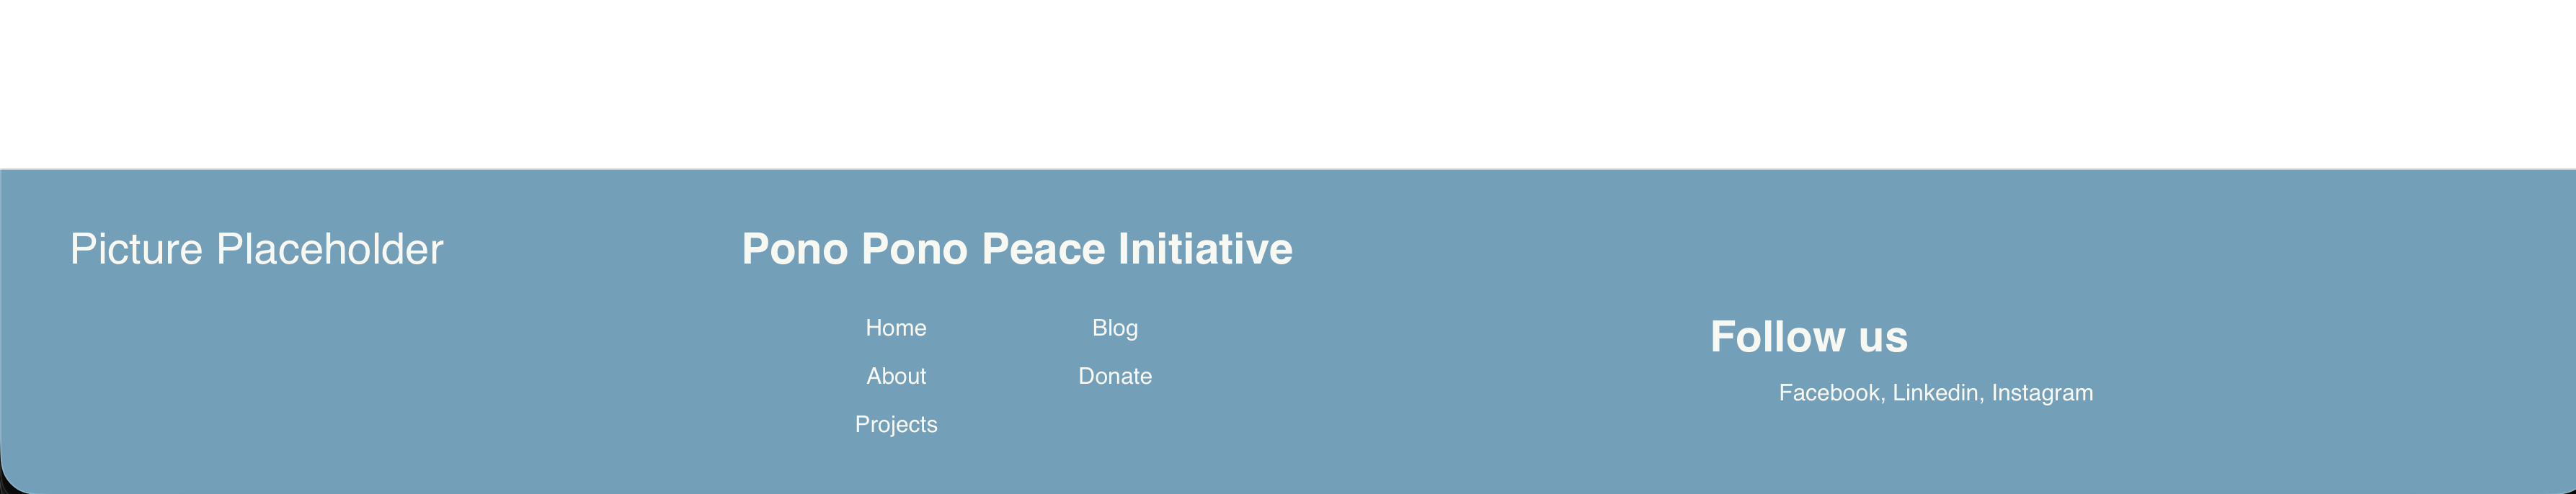 Picture Placeholder
Pono Pono Peace Initiative
Home
About
Projects
Blog
Donate
Follow us
Facebook, Linkedin, Instagram